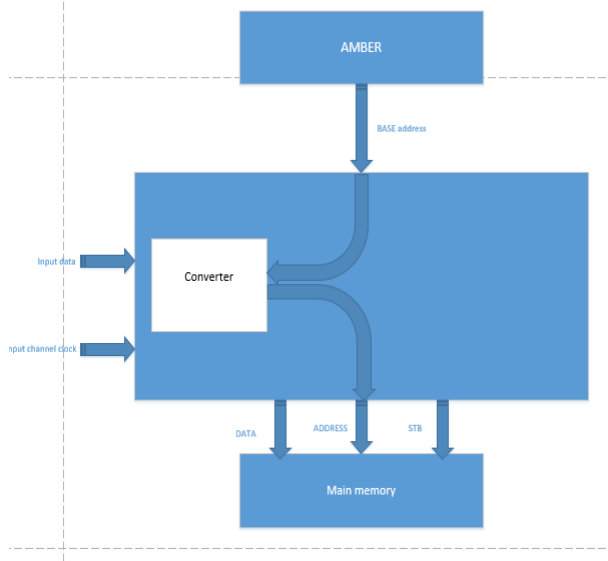 AMBER
BASE address
Input data
Converter
nput channel clock
DATA
ADDRESS
STB
Main memory